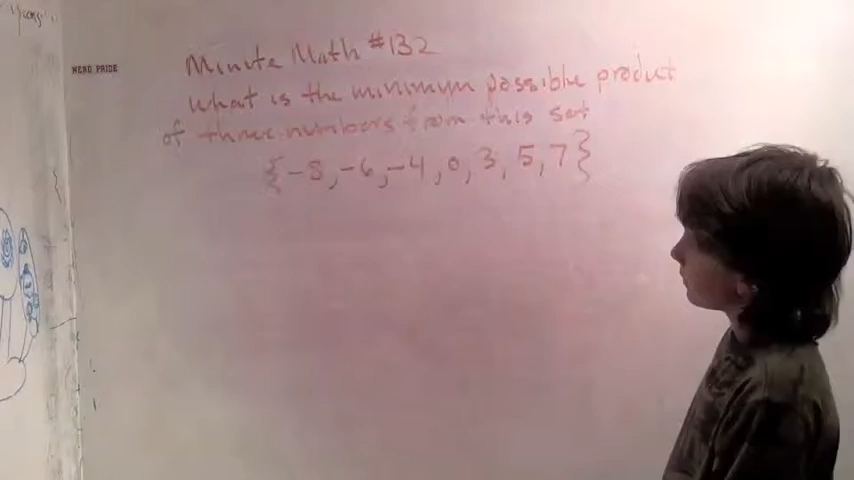 NERD PRIDE
Minute Math #132
what is the minimum possible product
of three numbers from this set
{-8,-6,-4,0,3,5,7}